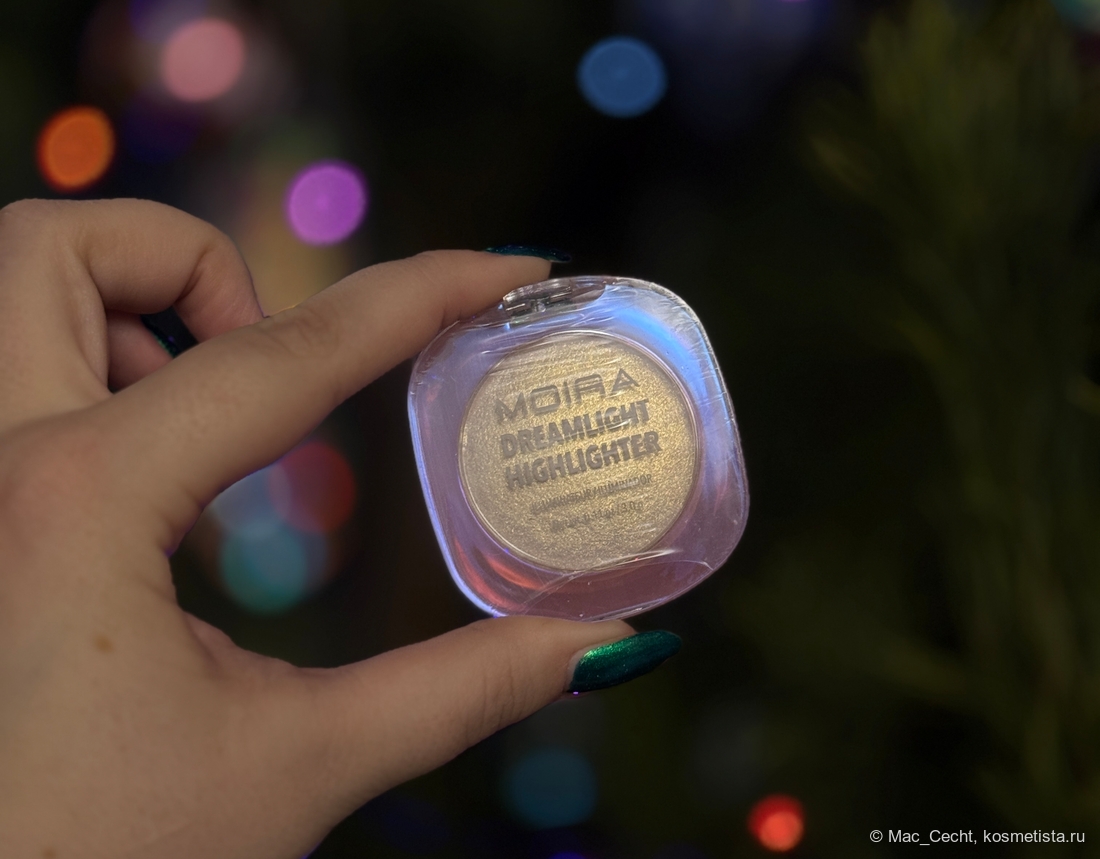 MOIRA
DREAMLIGHT
HIGHLIGHTER
© Mac_Cecht, kosmetista.ru